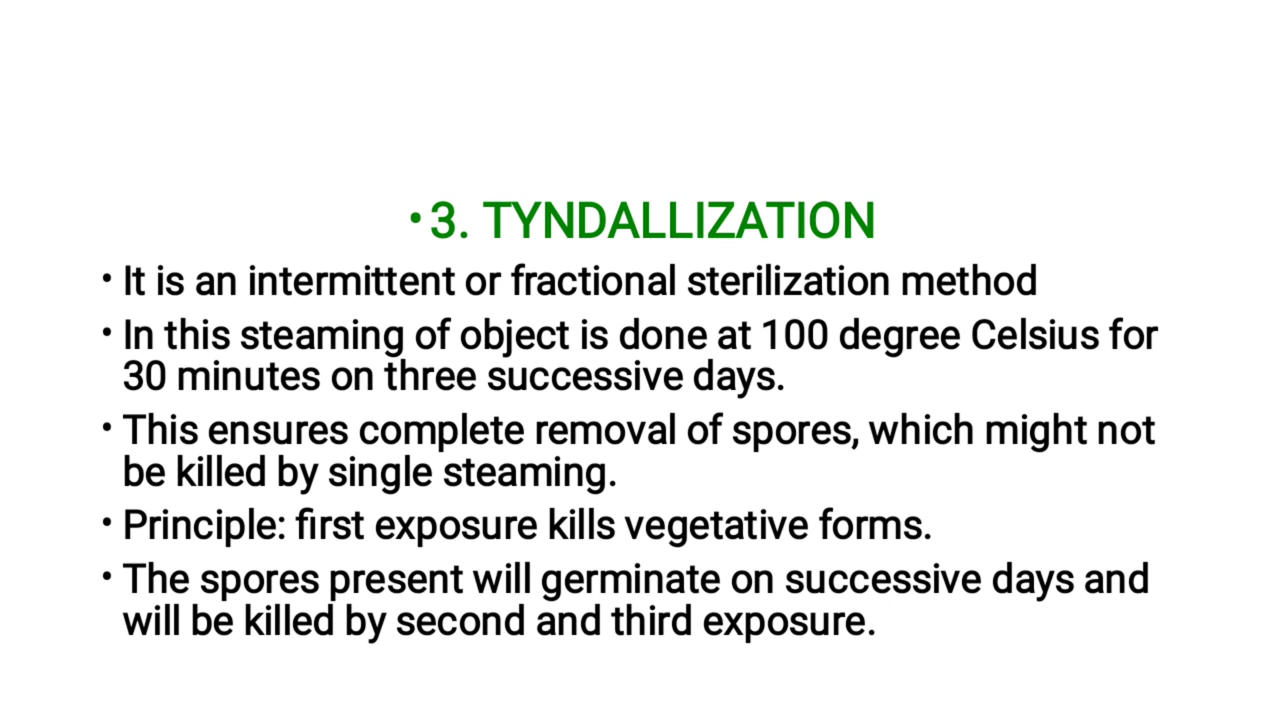 • 3. TYNDALLIZATION
• It is an intermittent or fractional sterilization method
• In this steaming of object is done at 100 degree Celsius for
30 minutes on three successive days.
• This ensures complete removal of spores, which might not
be killed by single steaming.
• Principle: first exposure kills vegetative forms.
• The spores present will germinate on successive days and
will be killed by second and third exposure.